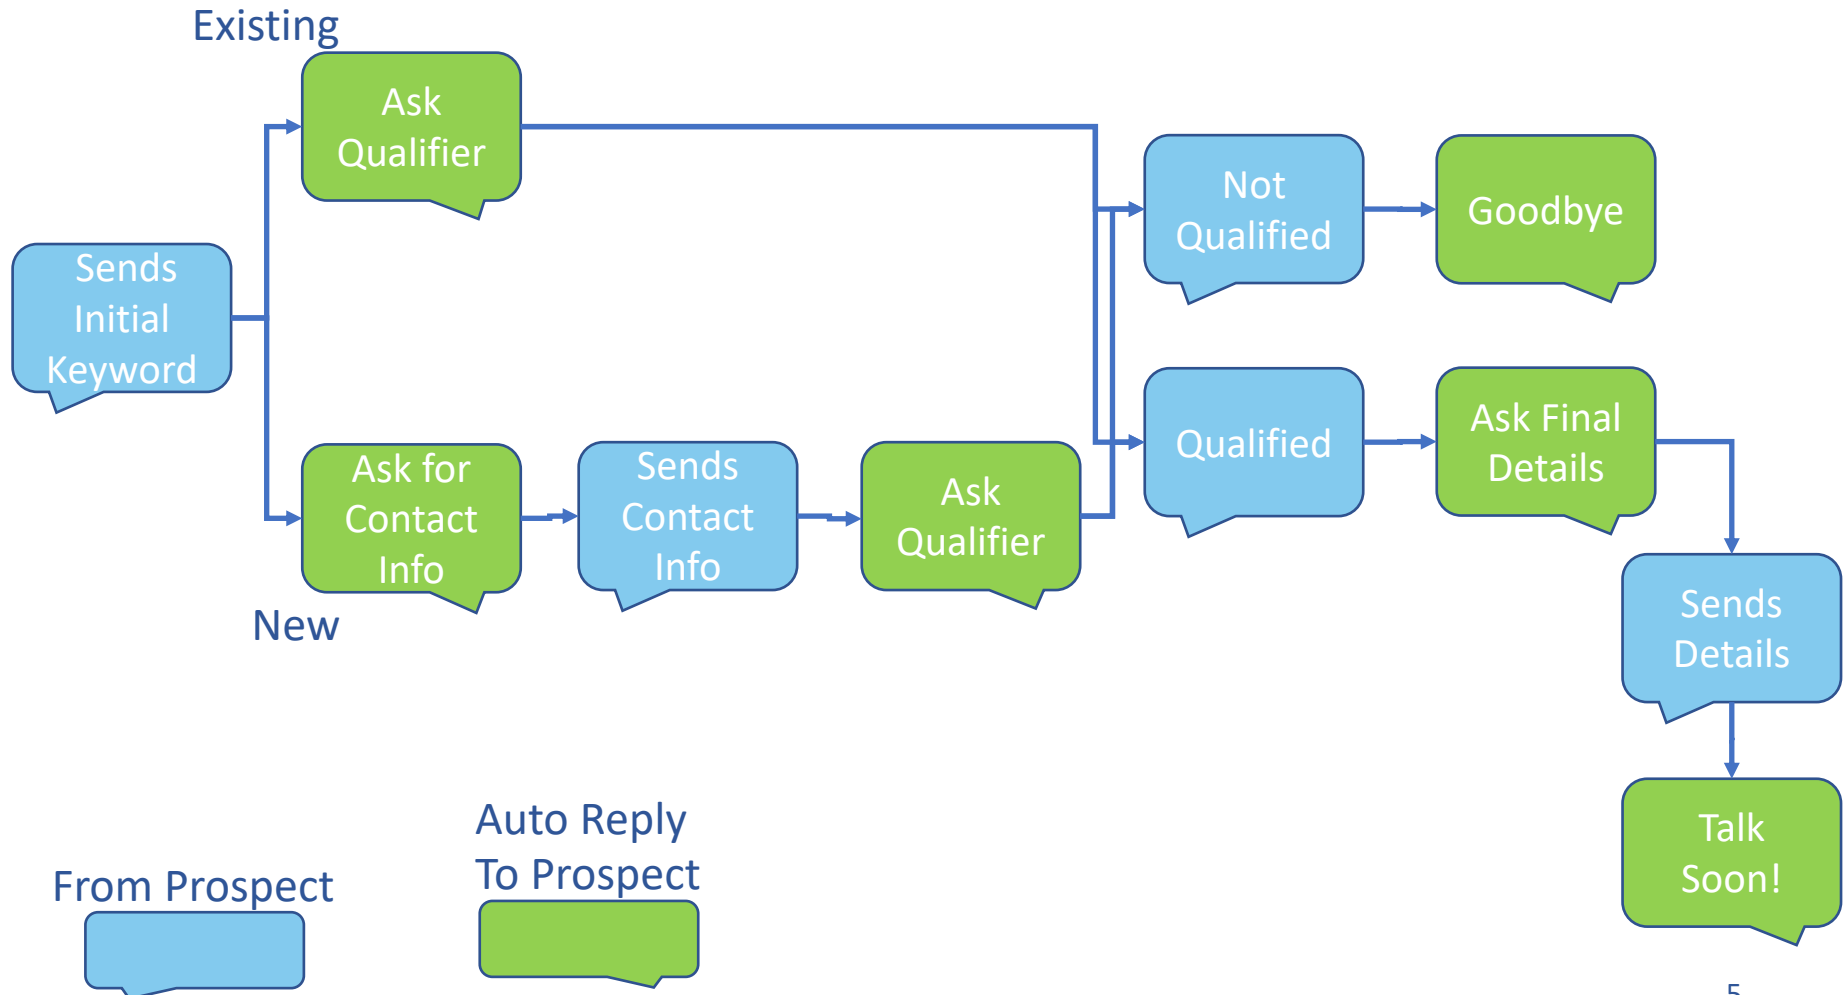 Existing
Ask
Qualifier
Not
Qualified
Goodbye
Sends
Initial
Keyword
Qualified
Ask Final
Details
Ask for
Contact
Info
Sends
Contact
Info
Ask
Qualifier
New
Sends
Details
Talk
Soon!
Auto Reply
To Prospect
From Prospect
5